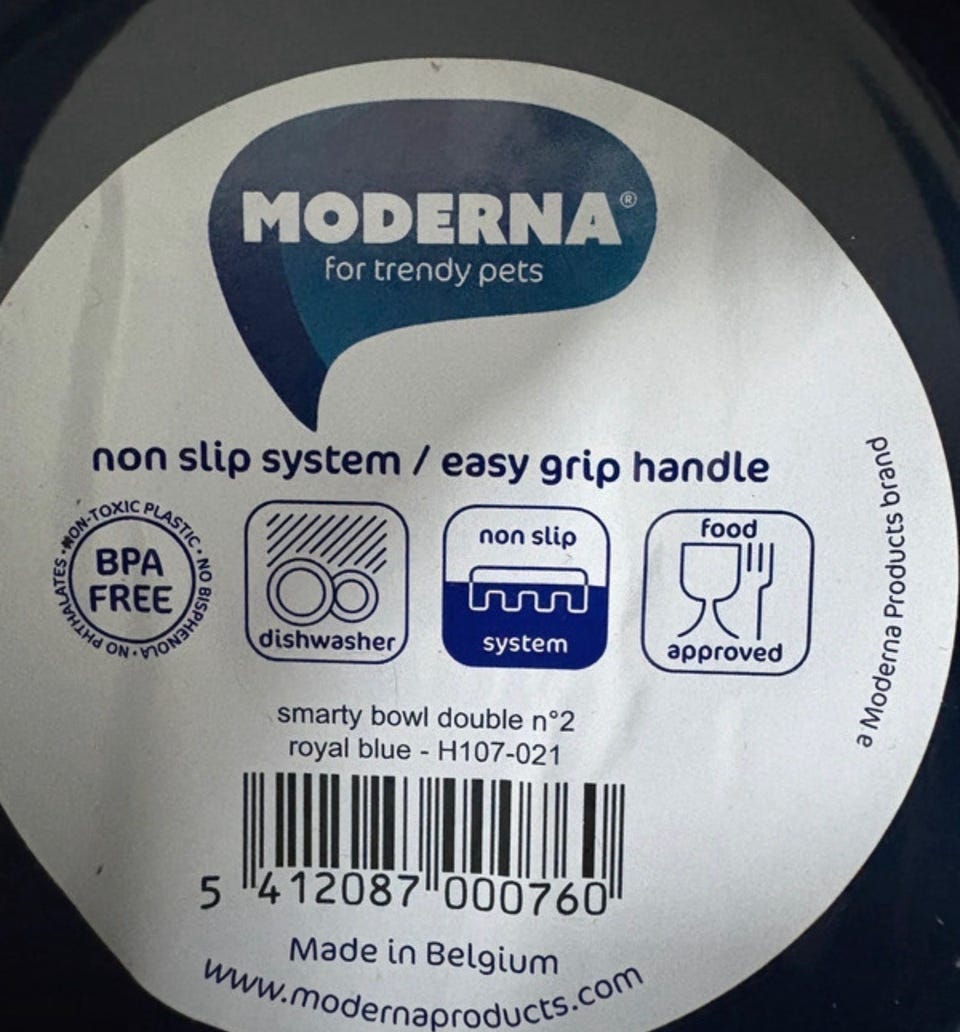 MODERNA®
for trendy pets
non slip system / easy grip handle
NON-TOXIC PLASTIC • NO BISPHENOLA • NO PHTHALATES •
BPA
FREE
dishwasher
non slip
system
food
approved
a Moderna Products brand
smarty bowl double n°2
royal blue - H107-021
5 412087 000760
Made in Belgium
www.modernaproducts.com